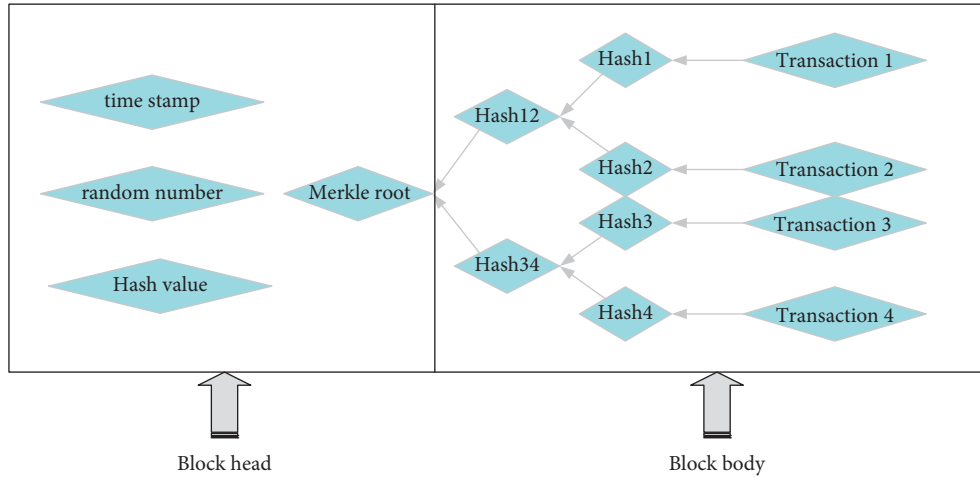 time stamp
random number
Hash value
Merkle root
Hash12
Hash34
Hash1
Hash2
Hash3
Hash4
Transaction 1
Transaction 2
Transaction 3
Transaction 4
Block head
Block body